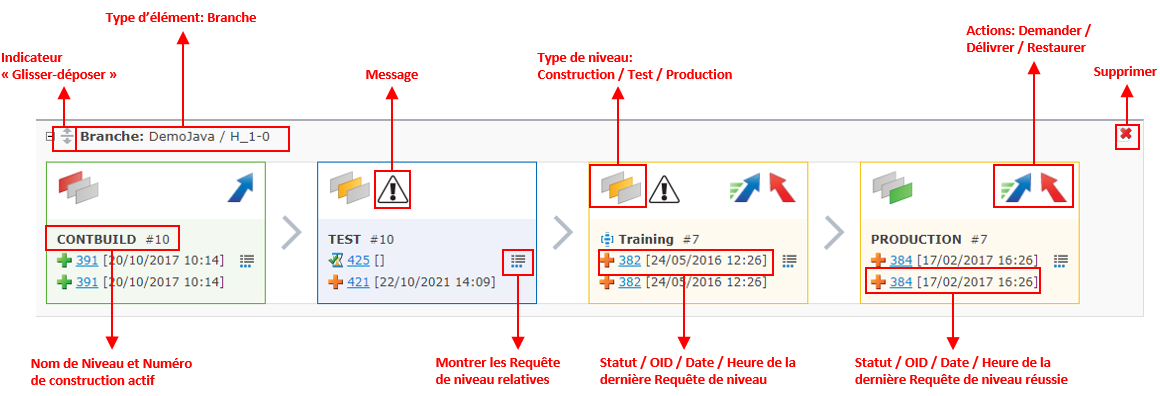 Type d’élément: Branche
Indicateur
« Glisser-déposer »
Message
Type de niveau:
Construction / Test / Production
Actions: Demander /
Délivrer / Restaurer
Supprimer
Branche: DemoJava / H_1-0
CONTBUILD #10
391 [20/10/2017 10:14]
391 [20/10/2017 10:14]
TEST #10
425 []
421 [22/10/2021 14:09]
Training #7
382 [24/05/2016 12:26]
382 [24/05/2016 12:26]
PRODUCTION #7
384 [17/02/2017 16:26]
384 [17/02/2017 16:26]
Nom de Niveau et Numéro
de construction actif
Montrer les Requête
de niveau relatives
Statut / OID / Date / Heure de la
dernière Requête de niveau
Statut / OID / Date / Heure de la
dernière Requête de niveau réussie